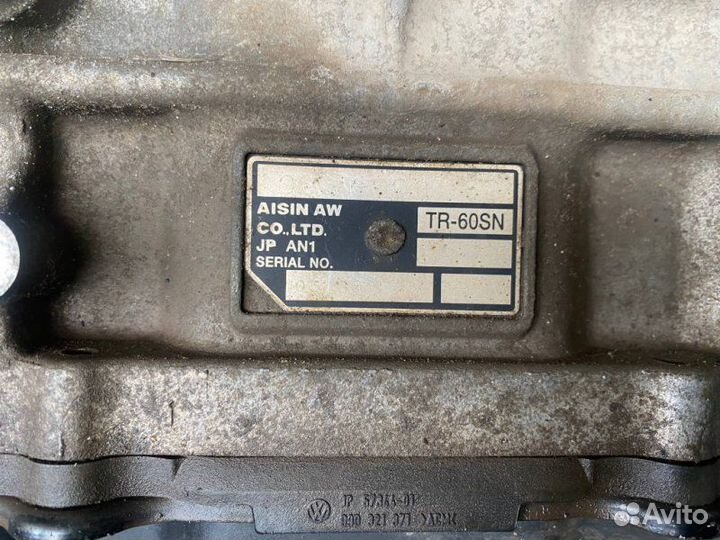 AISIN AW
CO.,LTD.
JP AN1
SERIAL NO.
TR-60SN
Avito